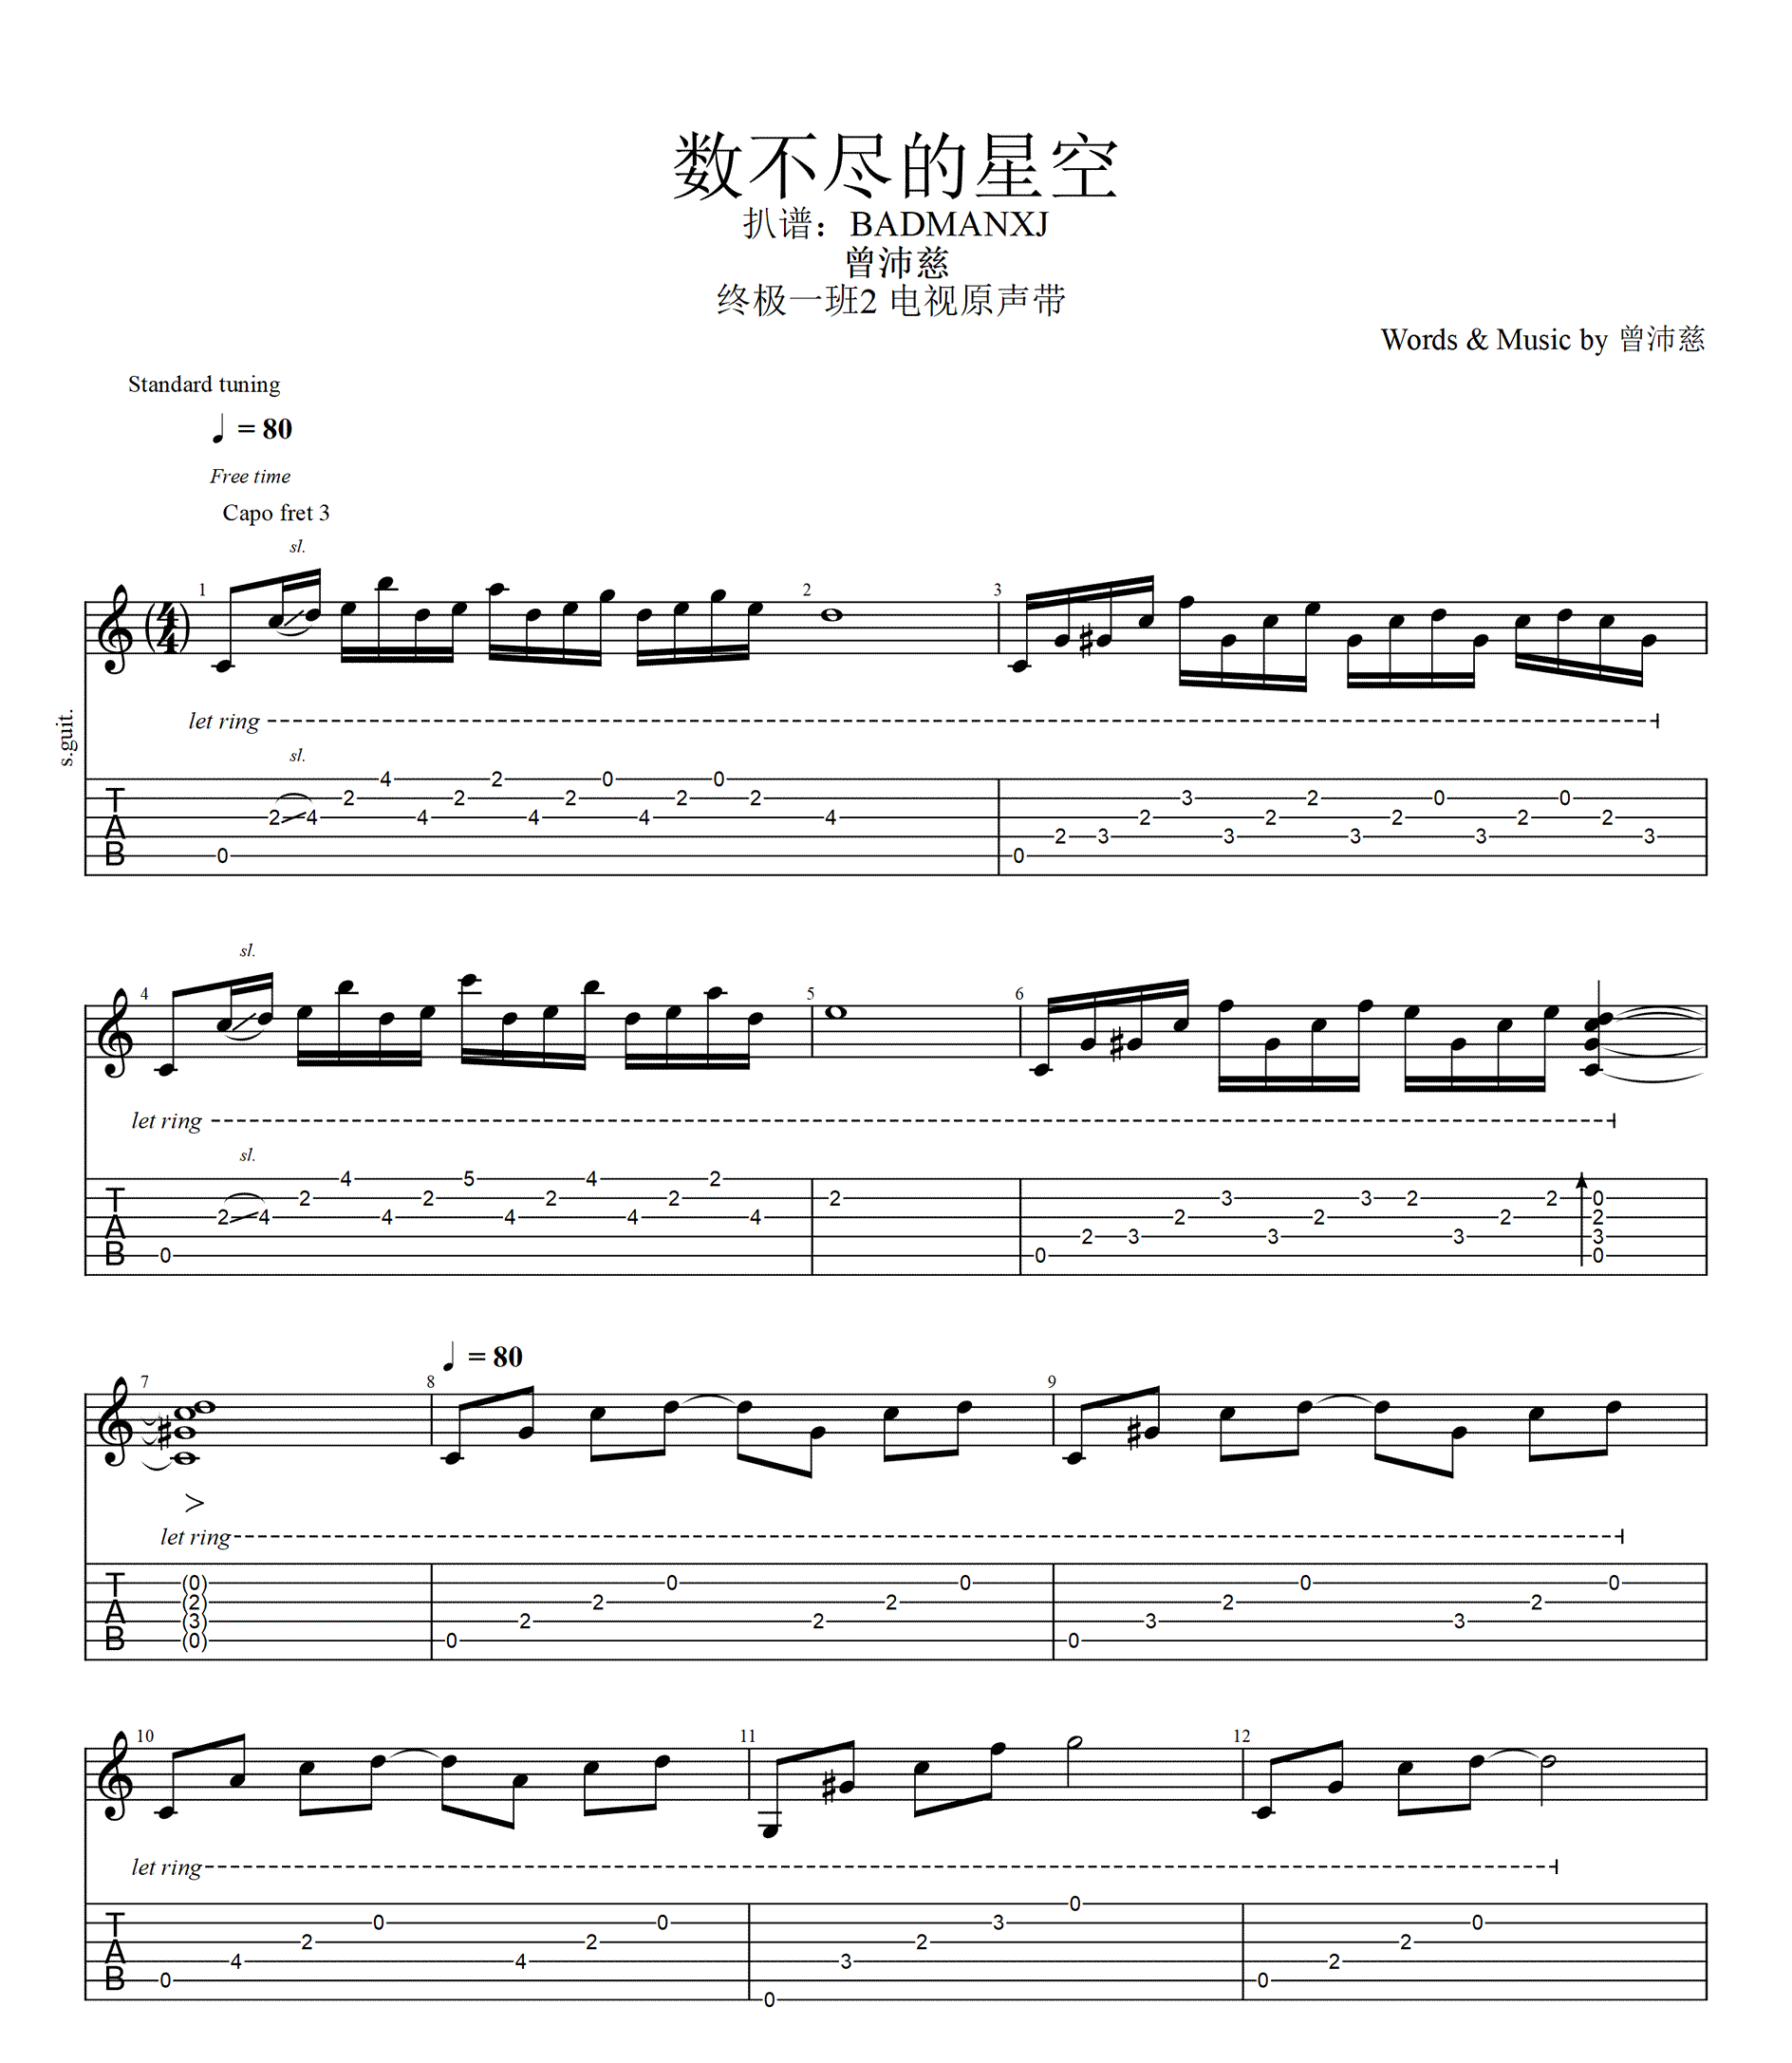 数不尽的星空
扒谱：BADMANXJ
曾沛慈
终极一班2 电视原声带
Words & Music by 曾沛慈
Standard tuning
♩ = 80
Free time
Capo fret 3
sl.
1 2 3
4 4
s.guit.
let ring
sl.
4 2 0 0
2 2 2 2 3 2 0 0
2 4 4 4 4 4 2 2 2 2 2
2 3 3 3 3 3
0 0
T A B
sl.
4 5 6
let ring
sl.
4 5 4 2
2 2 2 2 2 3 3 2 2 0
2 4 4 4 4 4 2 2 2 2
2 3 3 3 3
0 0 0
T A B
♩ = 80
7 8 9
>
let ring
(0) 0 0 0 0
(2) 2 2 2 2
(3) 2 2 3 3
(0) 0 0
T A B
10 11 12
let ring
0
0 0 3 0
2 2 2 2
4 4 3 2
0 0
0
T A B